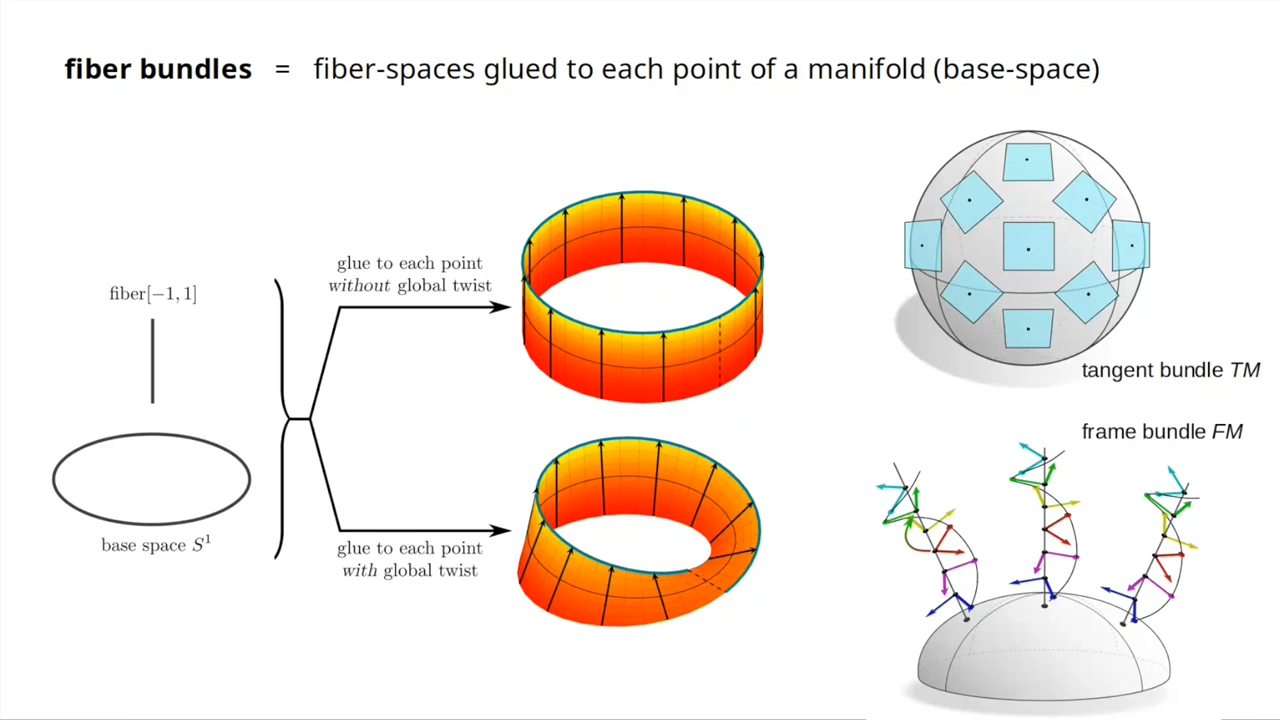 fiber bundles = fiber-spaces glued to each point of a manifold (base-space)
fiber[−1, 1]
base space S¹
glue to each point
without global twist
glue to each point
with global twist
tangent bundle TM
frame bundle FM